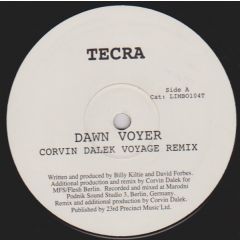 TECRA
Side A
Cat: LIMBO104T
DAWN VOYER
CORVIN DALEK VOYAGE REMIX
Written and produced by Billy Kiltie and David Forbes.
Additional production and remix by Corvin Dalek for
MFS/Flesh Berlin. Recorded and mixed at Marodni
Podnik Sound Studio 3, Berlin, Germany.
Remix and additional production by Corvin Dalek.
Published by 23rd Precinct Music Ltd.